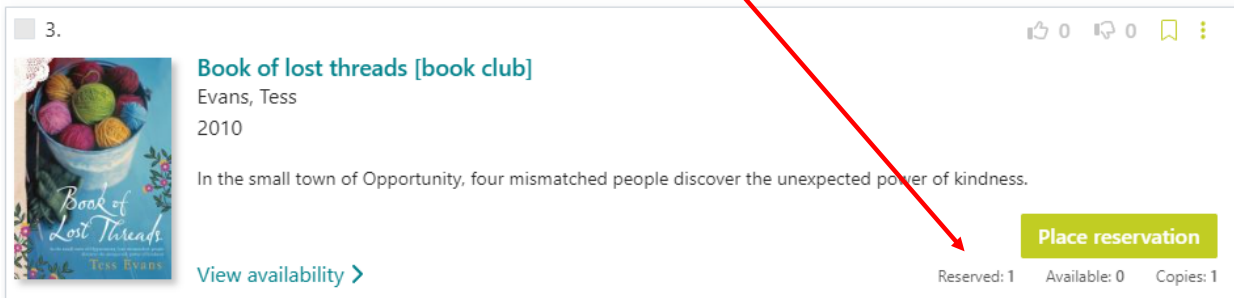 3.
0
0
Book of lost threads [book club]
Evans, Tess
2010
In the small town of Opportunity, four mismatched people discover the unexpected power of kindness.
Book of
Lost Threads
Tess Evans
Place reservation
View availability
Reserved: 1 Available: 0 Copies: 1